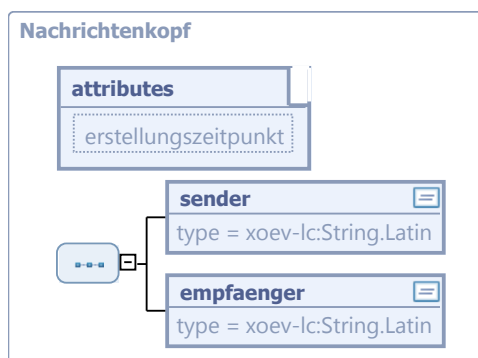 Nachrichtenkopf
attributes
erstellungszeitpunkt
sender
type = xoev-lc:String.Latin
empfaenger
type = xoev-lc:String.Latin